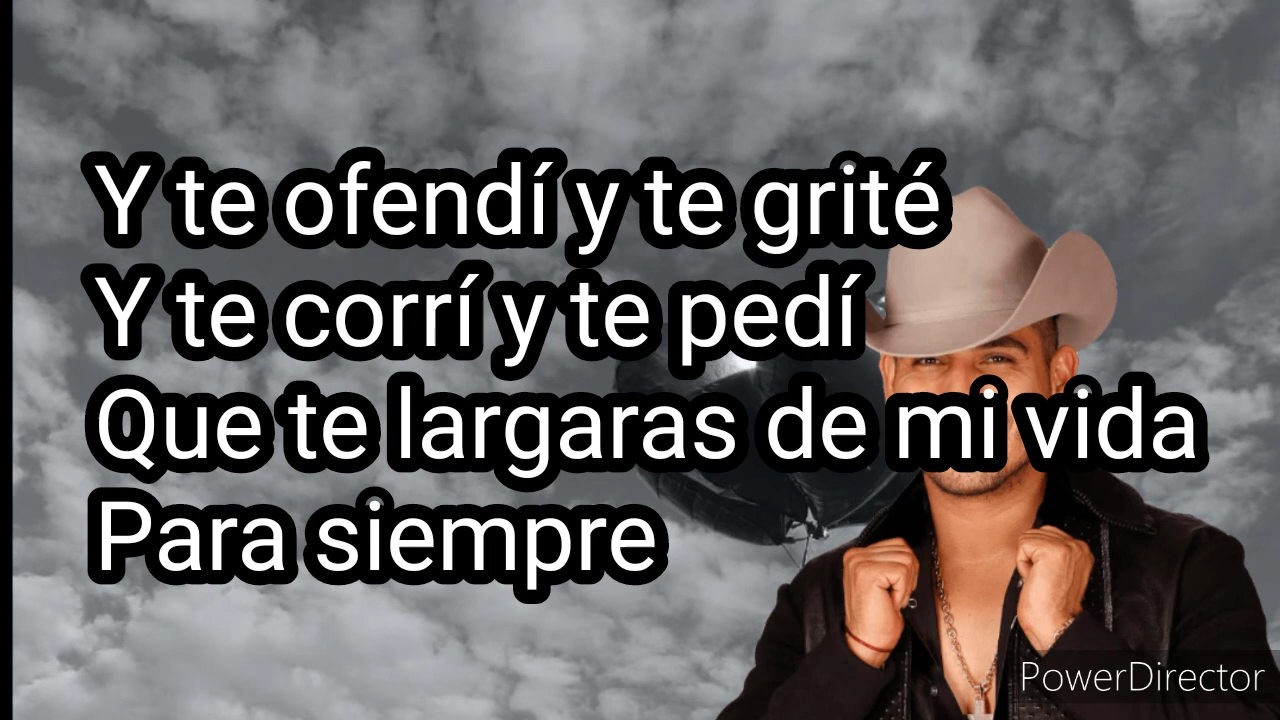 Y te ofendí y te grité
Y te corrí y te pedí
Que te largaras de mi vida
Para siempre
PowerDirector